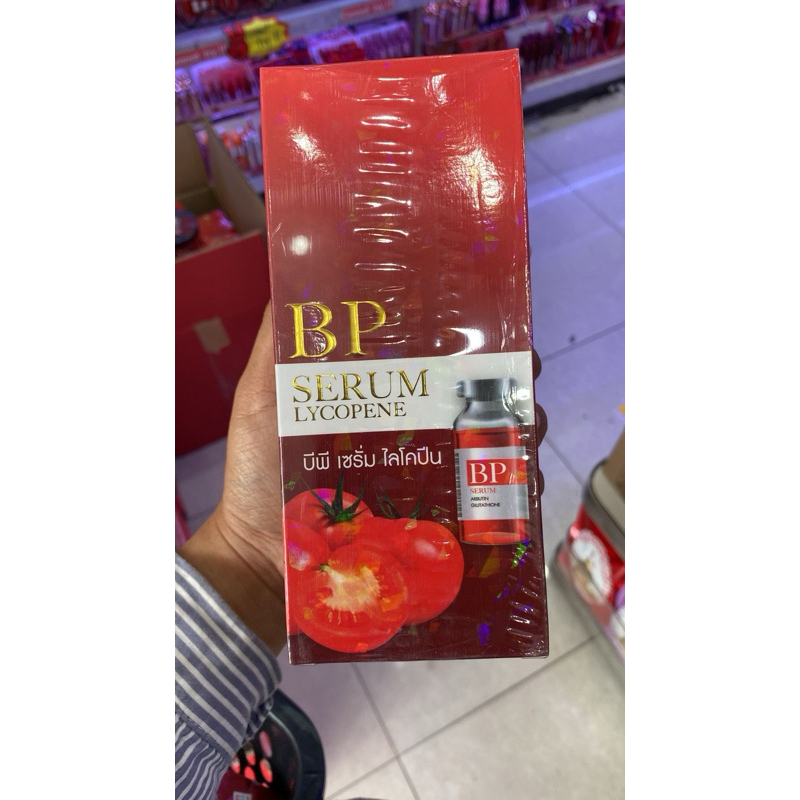 BP
SERUM
LYCOPENE
บีพี เซรั่ม ไลโคปีน
BP
SERUM
ARBUTIN
GLUTATHIONE